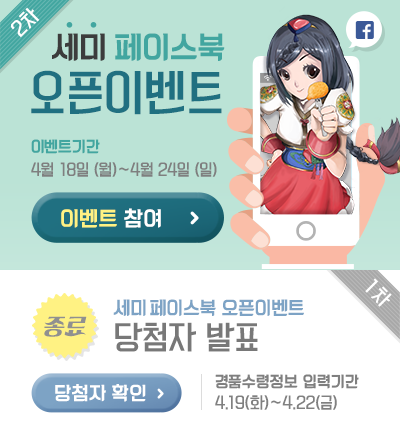 2차
세미 페이스북
오픈이벤트
이벤트기간
4월 18일 (월)~4월 24일 (일)
이벤트 참여
1차
종료
세미 페이스북 오픈이벤트
당첨자 발표
당첨자 확인
경품수령정보 입력기간
4.19(화)~4.22(금)